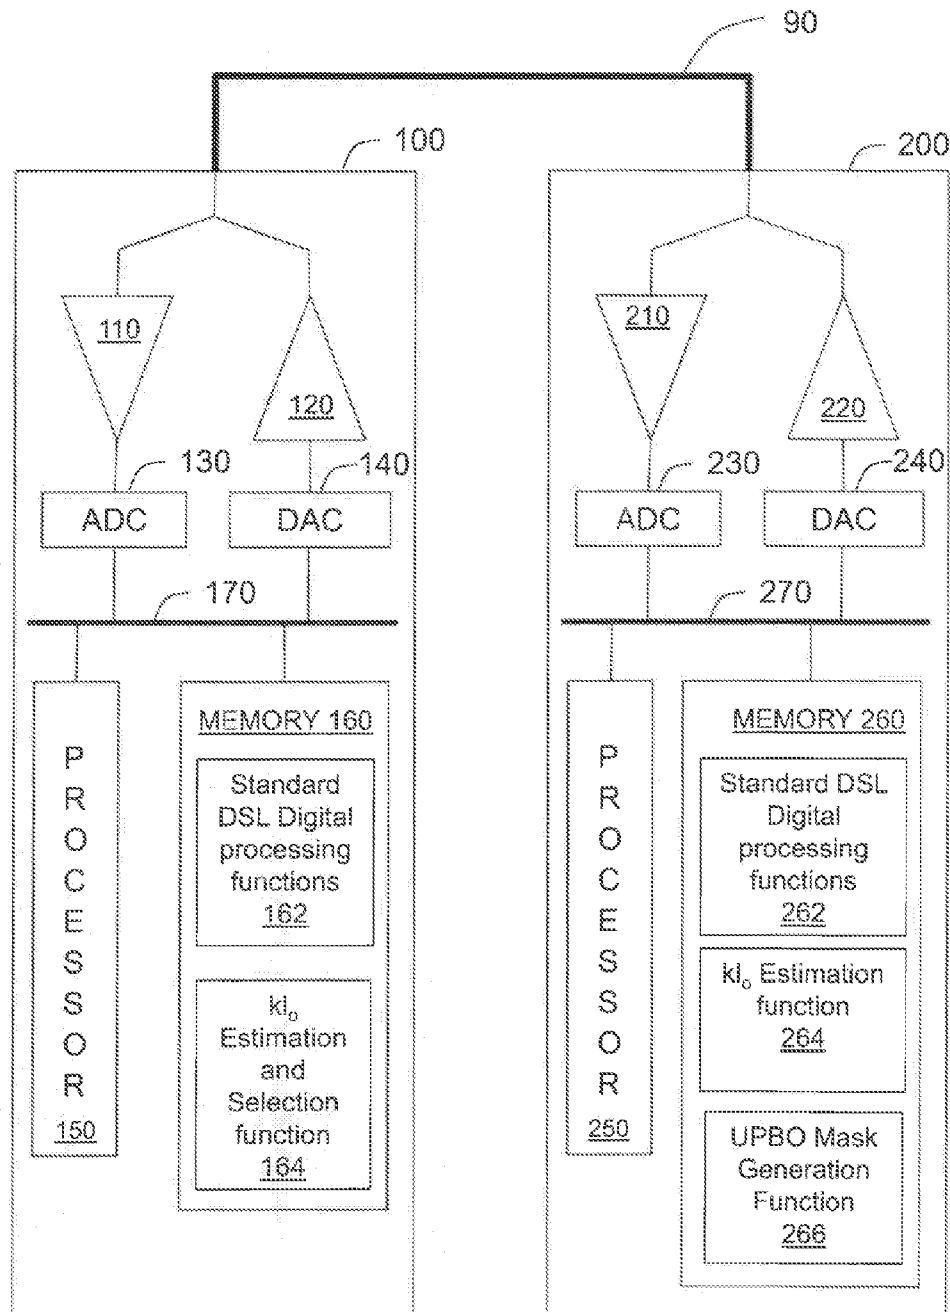 90
100
200
110
120
210
220
130
140
230
240
ADC
DAC
ADC
DAC
170
270
PROCESSOR
150
MEMORY 160
Standard
DSL Digital
processing
functions
162
klo
Estimation
and
Selection
function
164
PROCESSOR
250
MEMORY 260
Standard DSL
Digital
processing
functions
262
klo Estimation
function
264
UPBO Mask
Generation
Function
266